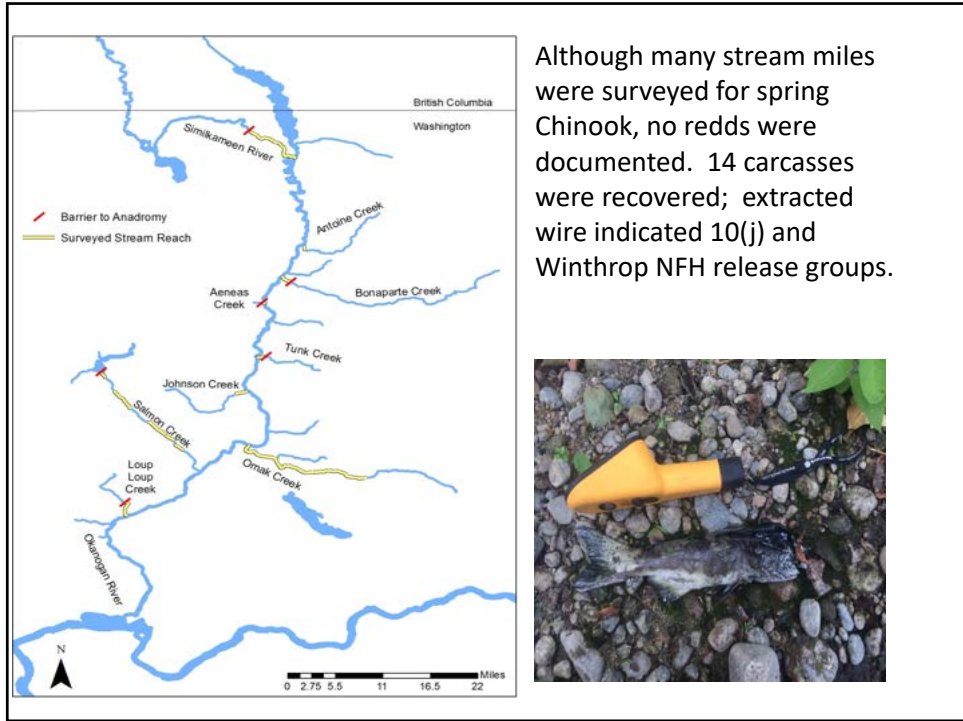 Although many stream miles
were surveyed for spring
Chinook, no redds were
documented.  14 carcasses
were recovered;  extracted
wire indicated 10(j) and
Winthrop NFH release groups.
British Columbia
Washington
Similkameen River
Barrier to Anadromy
Surveyed Stream Reach
Antoine Creek
Aeneas
Creek
Bonaparte Creek
Tunk Creek
Johnson Creek
Salmon Creek
Omak Creek
Loup
Loup
Creek
Okanogan River
N
Miles
0 2.75 5.5 11 16.5 22